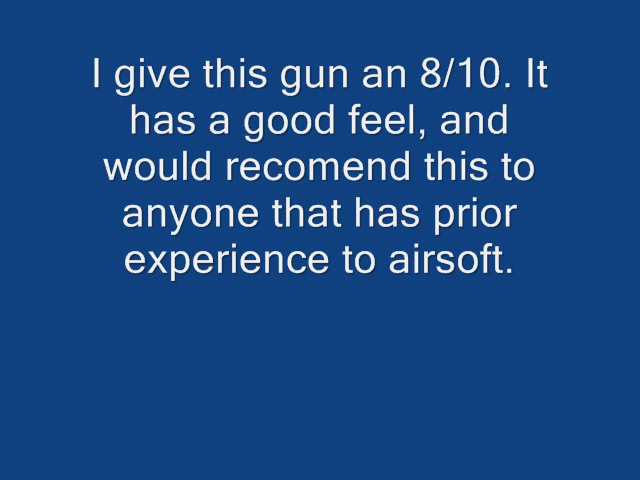 I give this gun an 8/10. It
has a good feel, and
would recomend this to
anyone that has prior
experience to airsoft.